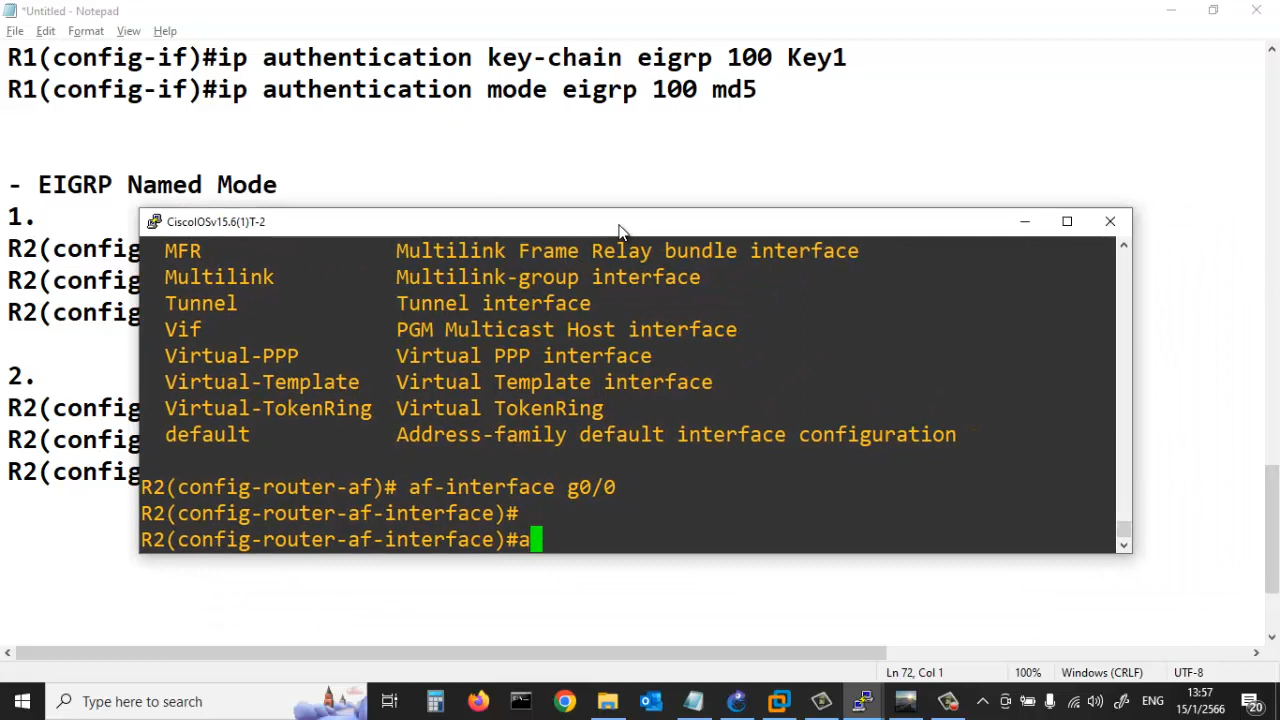 *Untitled - Notepad
File Edit Format View Help
R1(config-if)#ip authentication key-chain eigrp 100 Key1
R1(config-if)#ip authentication mode eigrp 100 md5
- EIGRP Named Mode
1.
R2(config
R2(config
R2(config
2.
R2(config
R2(config
R2(config
CiscoIOSv15.6(1)T-2
MFR Multilink Frame Relay bundle interface
Multilink Multilink-group interface
Tunnel Tunnel interface
Vif PGM Multicast Host interface
Virtual-PPP Virtual PPP interface
Virtual-Template Virtual Template interface
Virtual-TokenRing Virtual TokenRing
default Address-family default interface configuration
R2(config-router-af)# af-interface g0/0
R2(config-router-af-interface)#
R2(config-router-af-interface)#a
Ln 72, Col 1 100% Windows (CRLF) UTF-8
Type here to search
ENG
13:57
15/1/2566
20